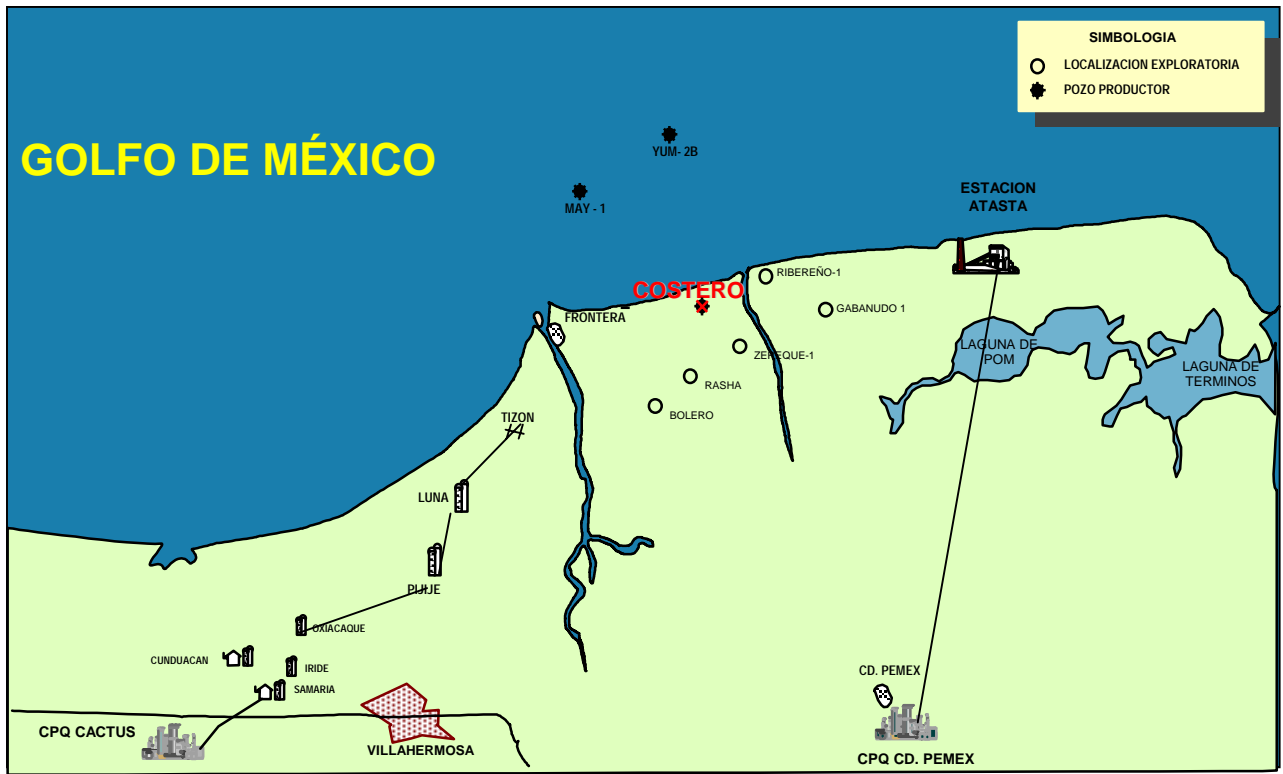 SIMBOLOGIA
LOCALIZACION EXPLORATORIA
POZO PRODUCTOR
GOLFO DE MÉXICO
YUM- 2B
MAY - 1
ESTACION
ATASTA
RIBEREÑO-1
COSTERO
GABANUDO 1
FRONTERA
ZEREQUE-1
LAGUNA DE
POM
LAGUNA DE
TERMINOS
RASHA
BOLERO
TIZON
LUNA
PIJIJE
OXIACAQUE
CUNDUACAN
IRIDE
SAMARIA
CD. PEMEX
CPQ CACTUS
VILLAHERMOSA
CPQ CD. PEMEX